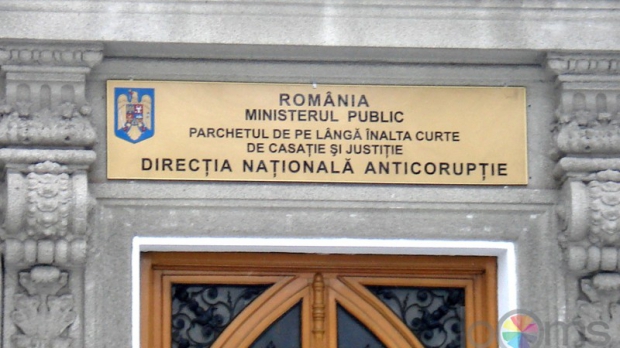 ROMÂNIA
MINISTERUL PUBLIC
PARCHETUL DE PE LÂNGĂ ÎNALTA CURTE
DE CASAȚIE ȘI JUSTIȚIE
DIRECȚIA NAȚIONALĂ ANTICORUPȚIE